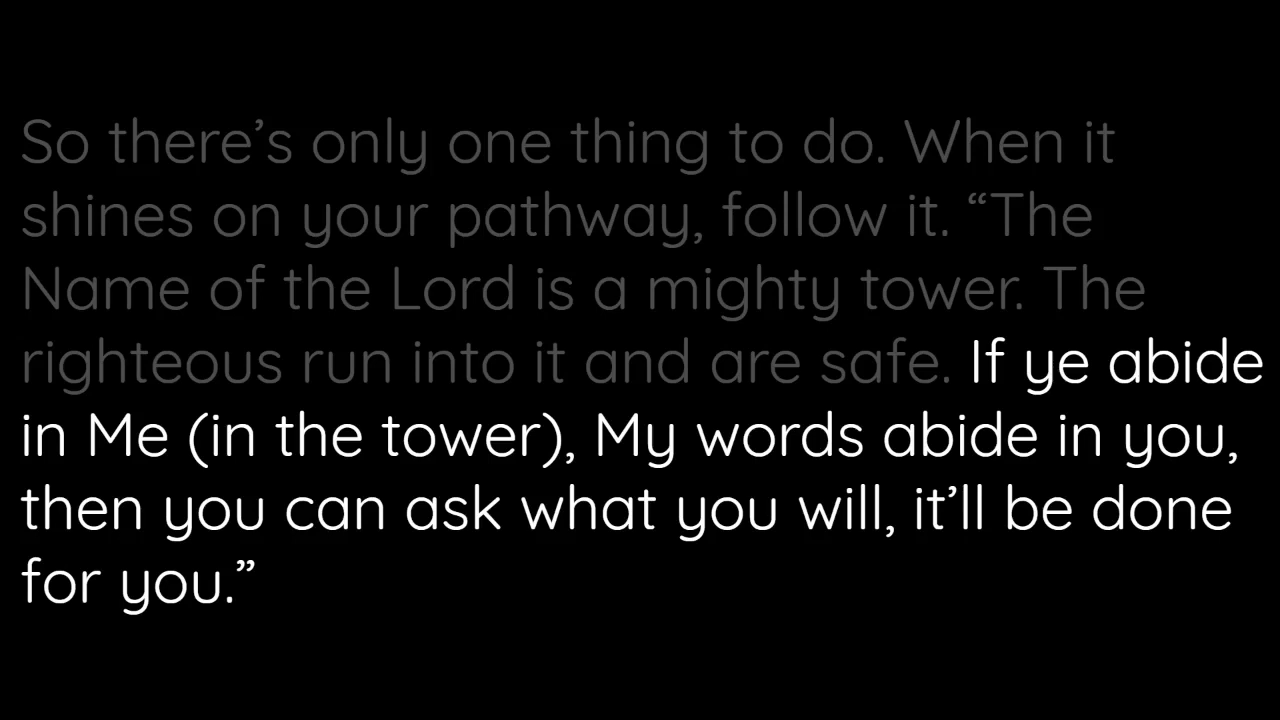 So there’s only one thing to do. When it
shines on your pathway, follow it. “The
Name of the Lord is a mighty tower. The
righteous run into it and are safe. If ye abide
in Me (in the tower), My words abide in you,
then you can ask what you will, it’ll be done
for you.”